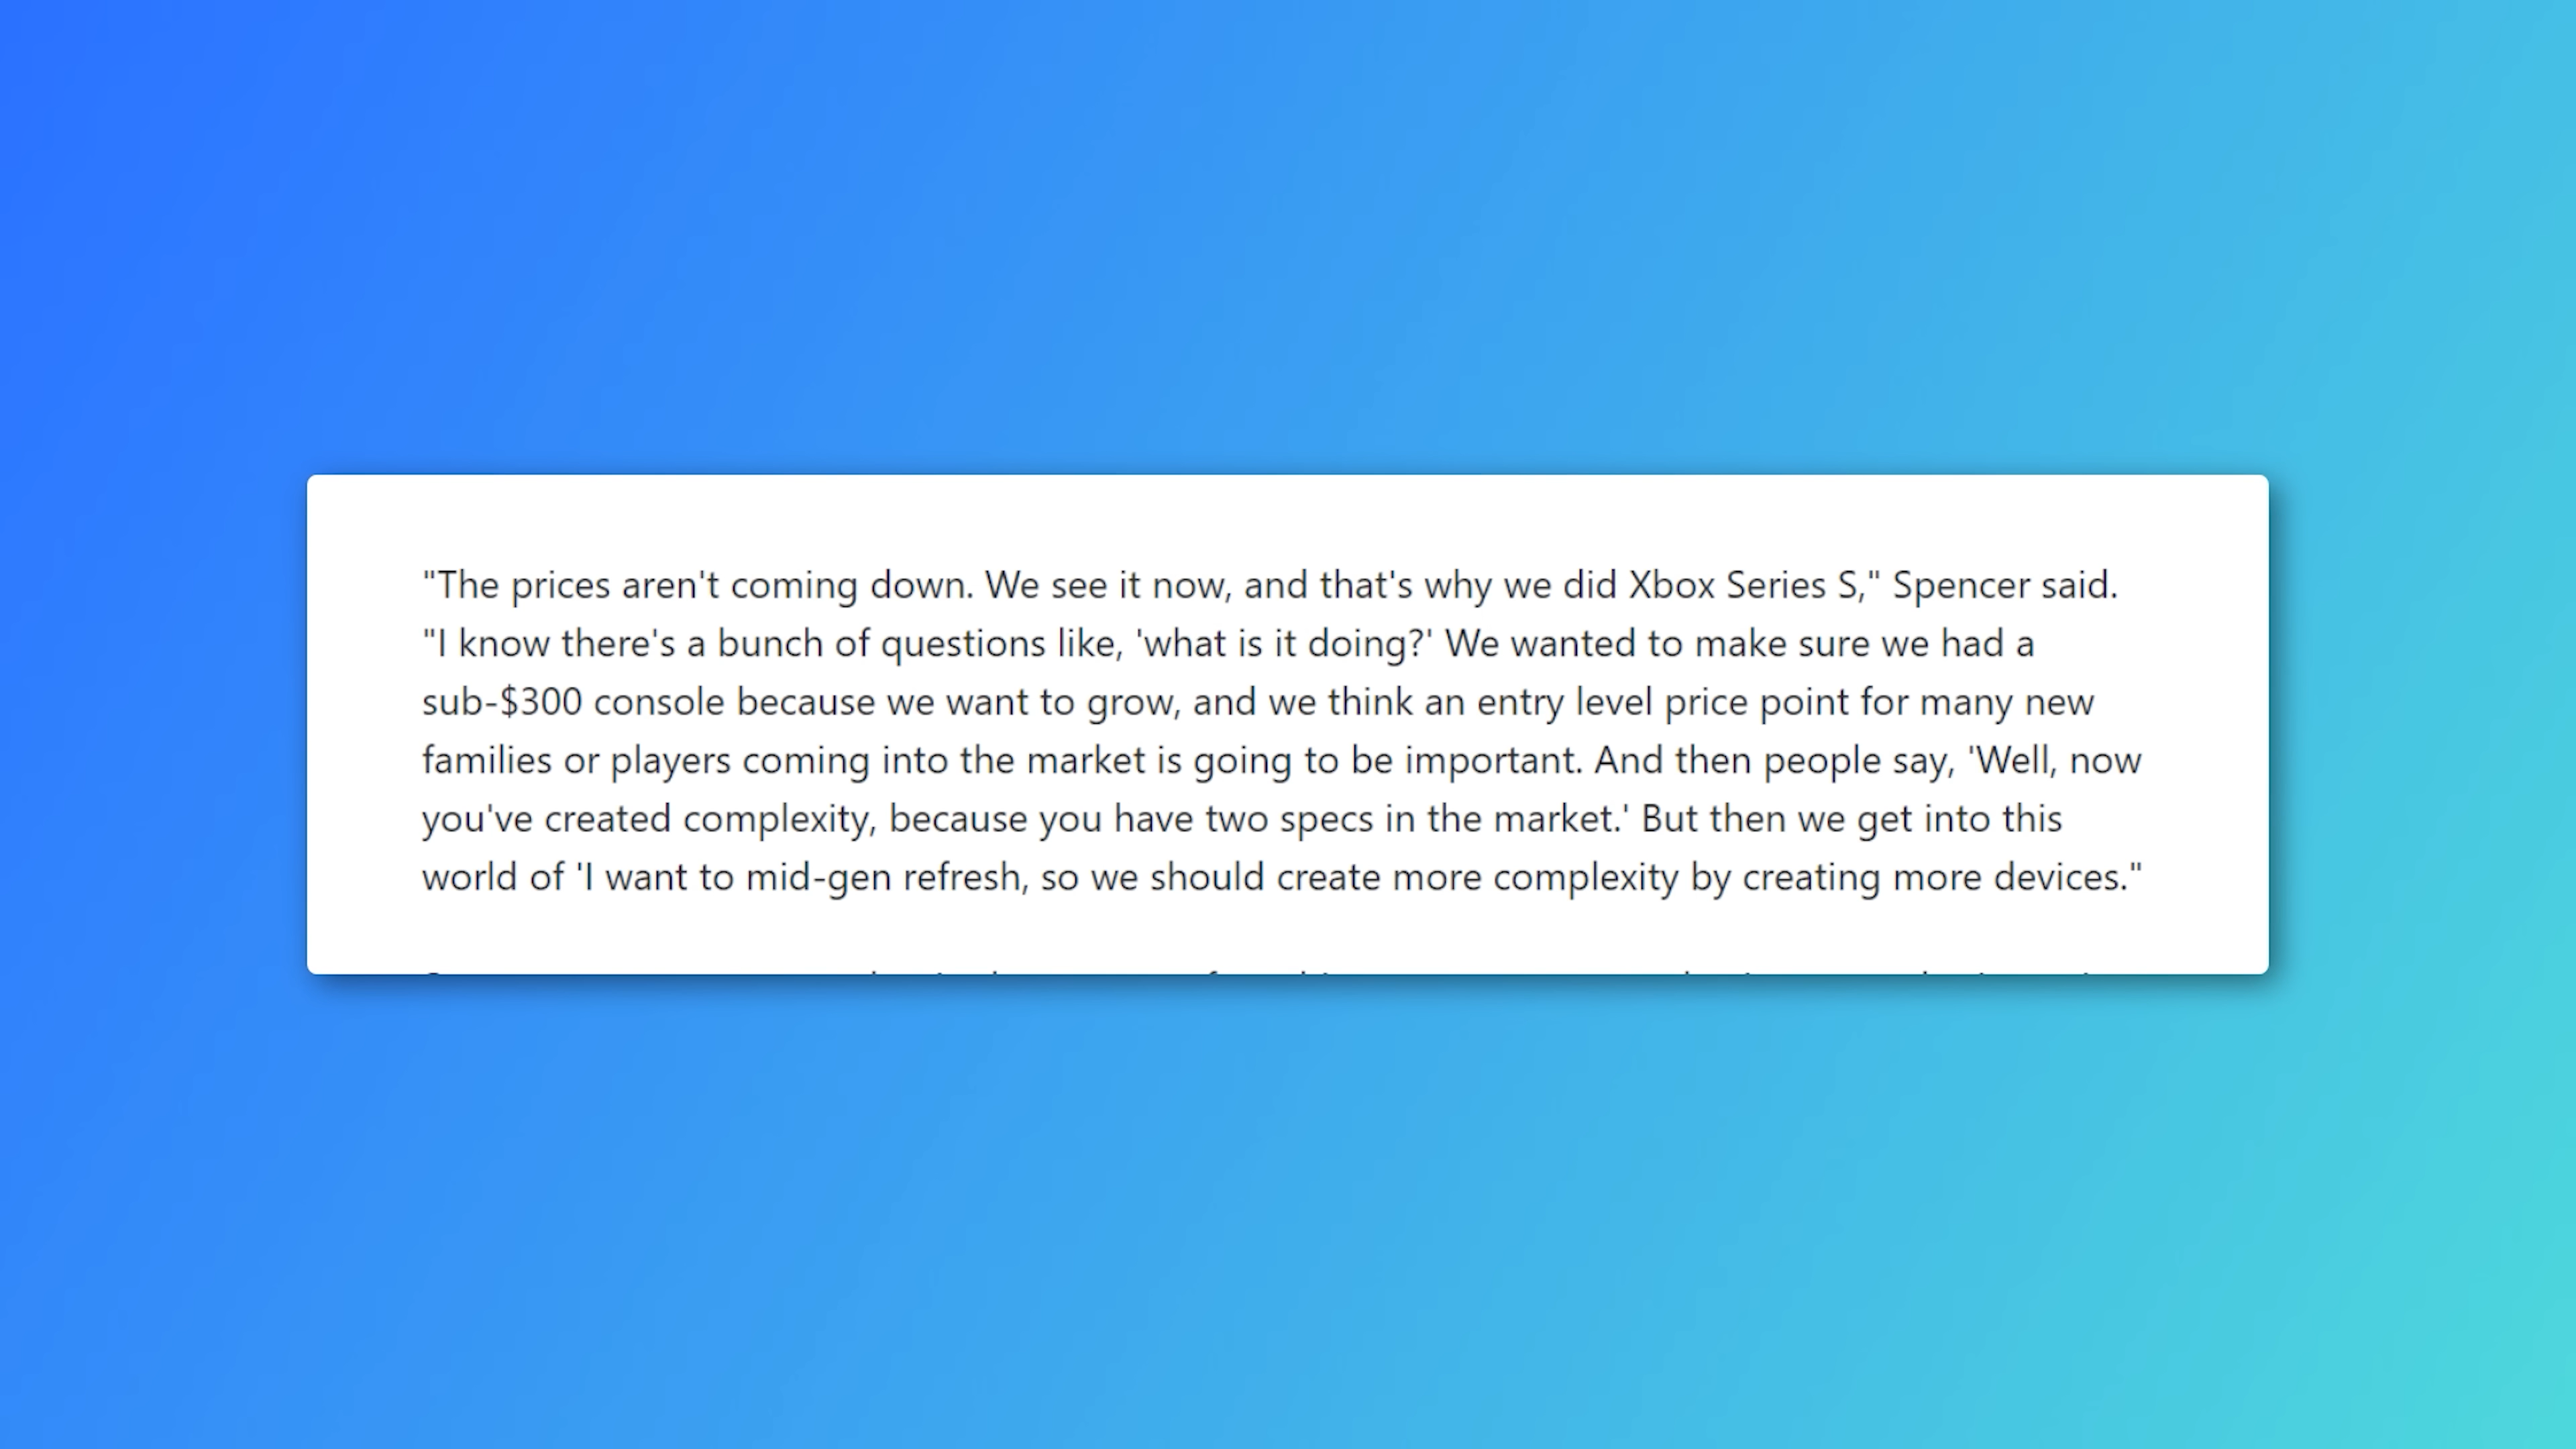 "The prices aren't coming down. We see it now, and that's why we did Xbox Series S," Spencer said.
"I know there's a bunch of questions like, 'what is it doing?' We wanted to make sure we had a
sub-$300 console because we want to grow, and we think an entry level price point for many new
families or players coming into the market is going to be important. And then people say, 'Well, now
you've created complexity, because you have two specs in the market.' But then we get into this
world of 'I want to mid-gen refresh, so we should create more complexity by creating more devices."